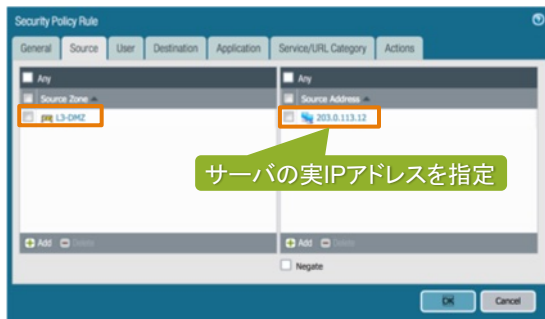 Security Policy Rule
General Source User Destination Application Service/URL Category Actions
Any
Source Zone
L3-DMZ
Any
Source Address
203.0.113.12
サーバの実IPアドレスを指定
Add Delete
Add Delete
Negate
OK Cancel